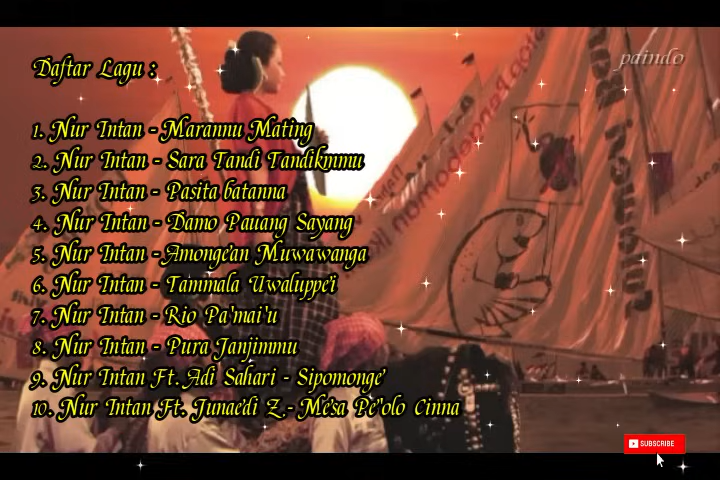 Daftar Lagu :
paindo
1. Nur Intan - Marannu Mating
2. Nur Intan - Sara Tandi Tandikmmu
3. Nur Intan - Pasita batanna
4. Nur Intan - Damo Pauang Sayang
5. Nur Intan - Amonge'an Muwawanga
6. Nur Intan - Tammala Uwaluppe'i
7. Nur Intan - Rio Pa'mai'u
8. Nur Intan - Pura Janjimmu
9. Nur Intan Ft. Adi Sahari - Sipomonge'
10. Nur Intan Ft. Junaedi Z.- Me'sa Pe''olo Cinna
SUBSCRIBE